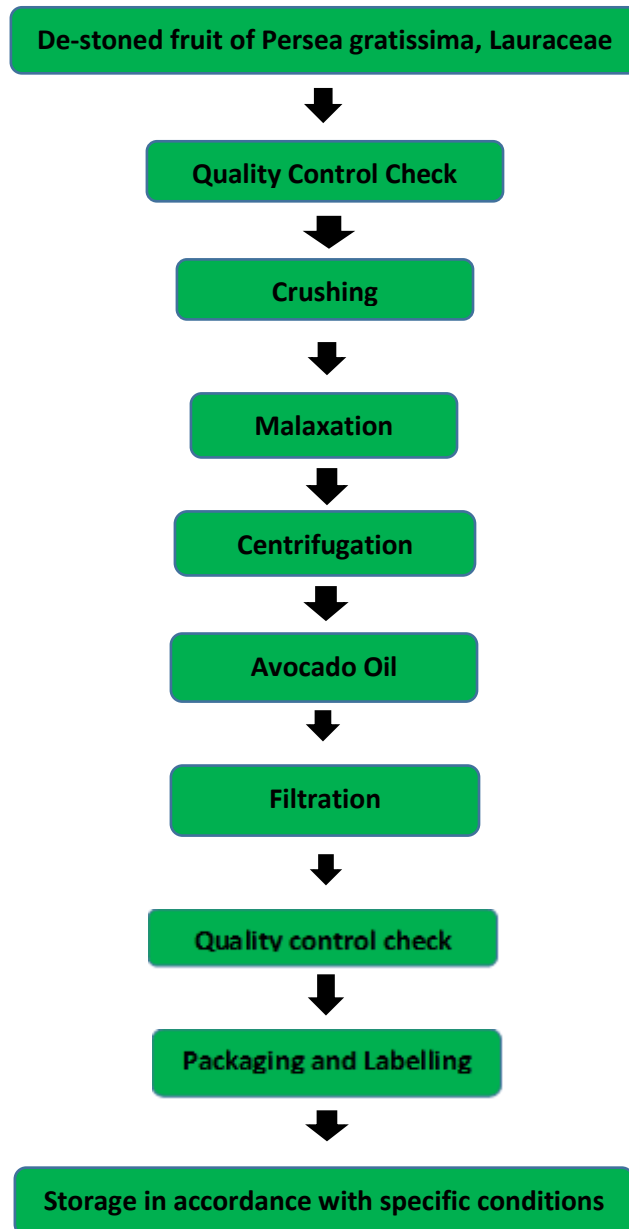 De-stoned fruit of Persea gratissima, Lauraceae
Quality Control Check
Crushing
Malaxation
Centrifugation
Avocado Oil
Filtration
Quality control check
Packaging and Labelling
Storage in accordance with specific conditions